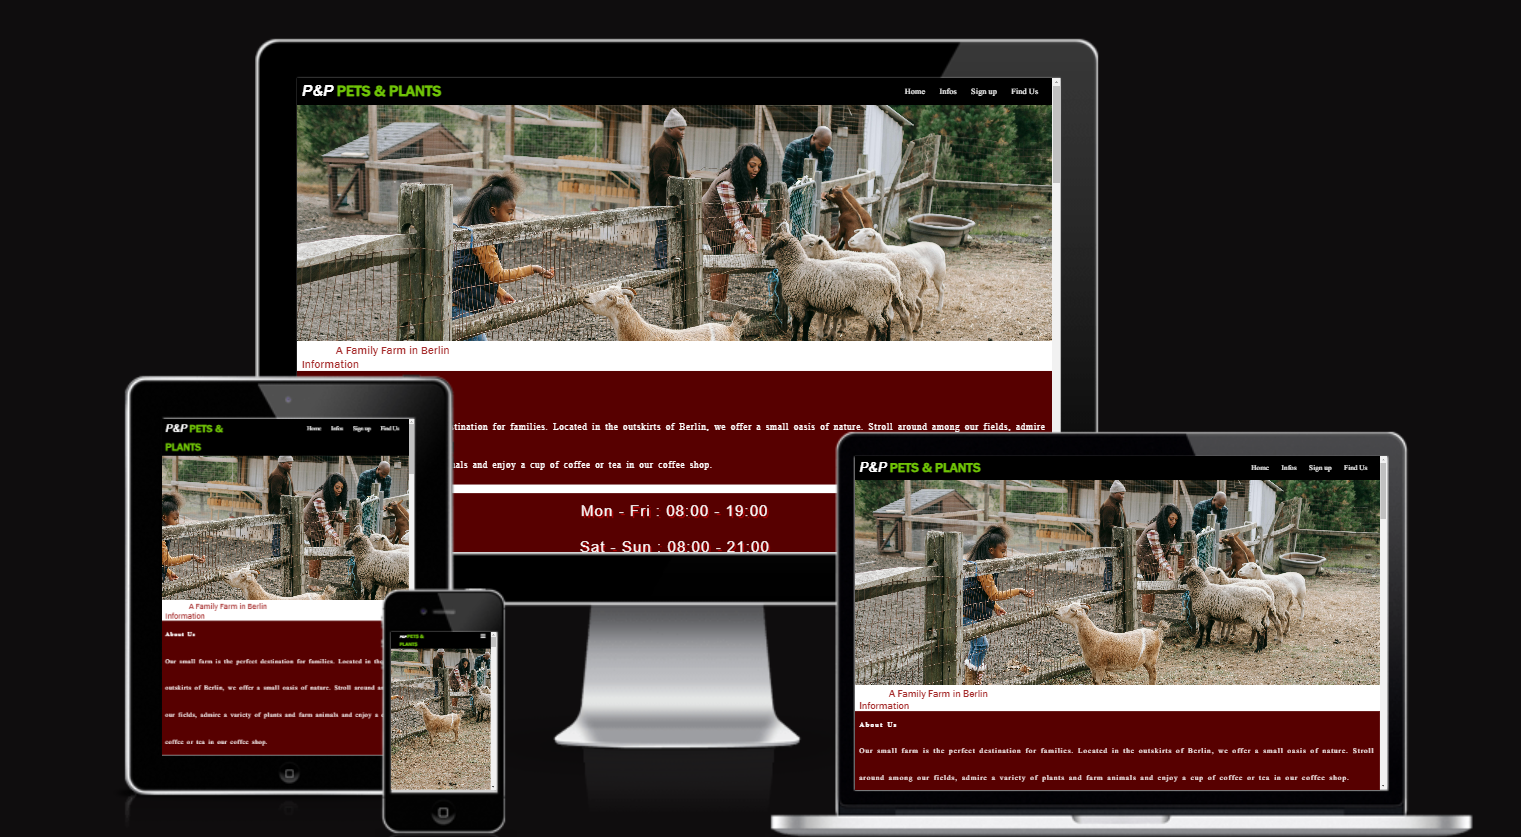 P&P PETS & PLANTS
Home Infos Sign up Find Us
A Family Farm in Berlin
Information
destination for families. Located in the outskirts of Berlin, we offer a small oasis of nature. Stroll around among our fields, admire
and enjoy a cup of coffee or tea in our coffee shop.
Mon - Fri : 08:00 - 19:00
Sat - Sun : 08:00 - 21:00
P&P PETS &
PLANTS
Home Infos Sign up Find Us
A Family Farm in Berlin
Information
About Us
Our small farm is the perfect destination for families. Located in the
outskirts of Berlin, we offer a small oasis of nature. Stroll around
our fields, admire a variety of plants and farm animals and enjoy a
coffee or tea in our coffee shop.
P&P PETS &
PLANTS
P&P PETS & PLANTS
Home Infos Sign up Find Us
A Family Farm in Berlin
Information
About Us
Our small farm is the perfect destination for families. Located in the outskirts of Berlin, we offer a small oasis of nature. Stroll
around among our fields, admire a variety of plants and farm animals and enjoy a cup of coffee or tea in our coffee shop.